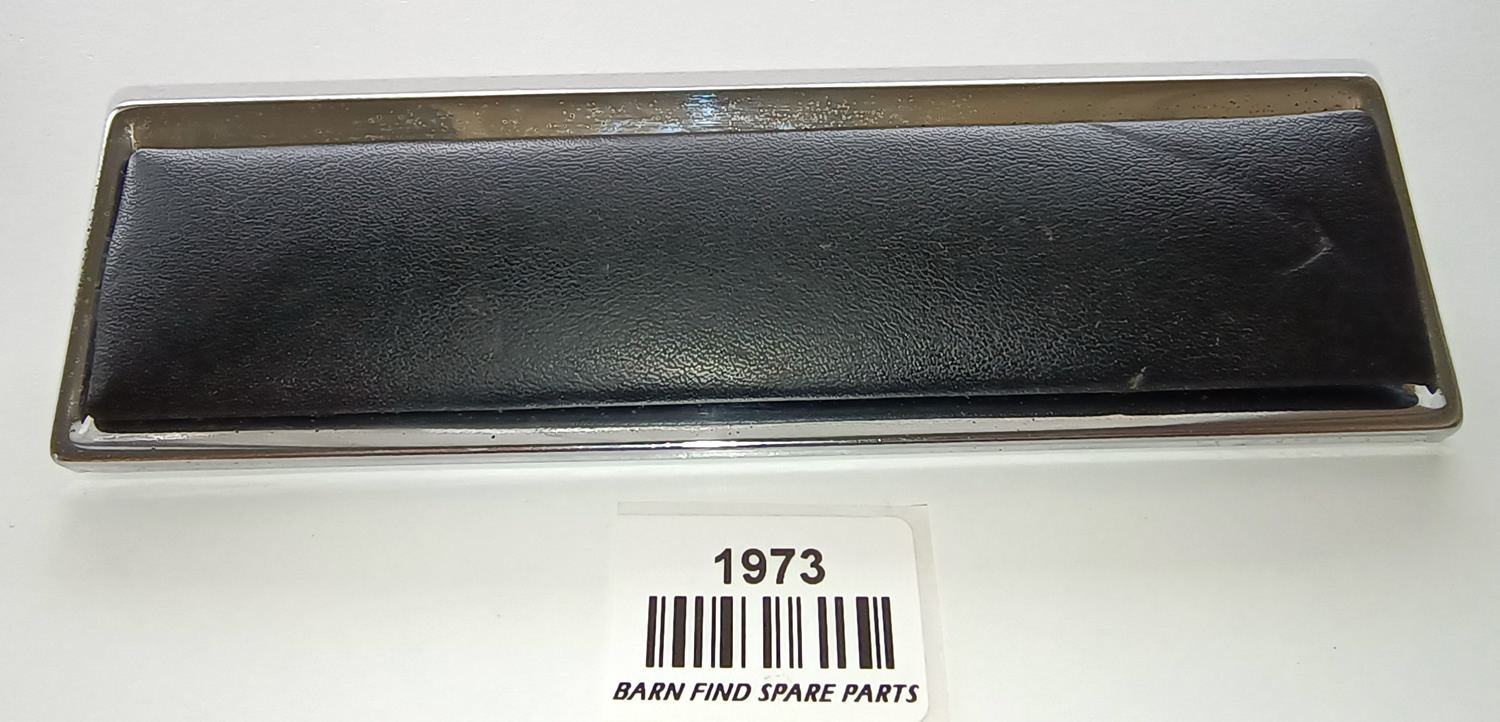 1973
BARN FIND SPARE PARTS